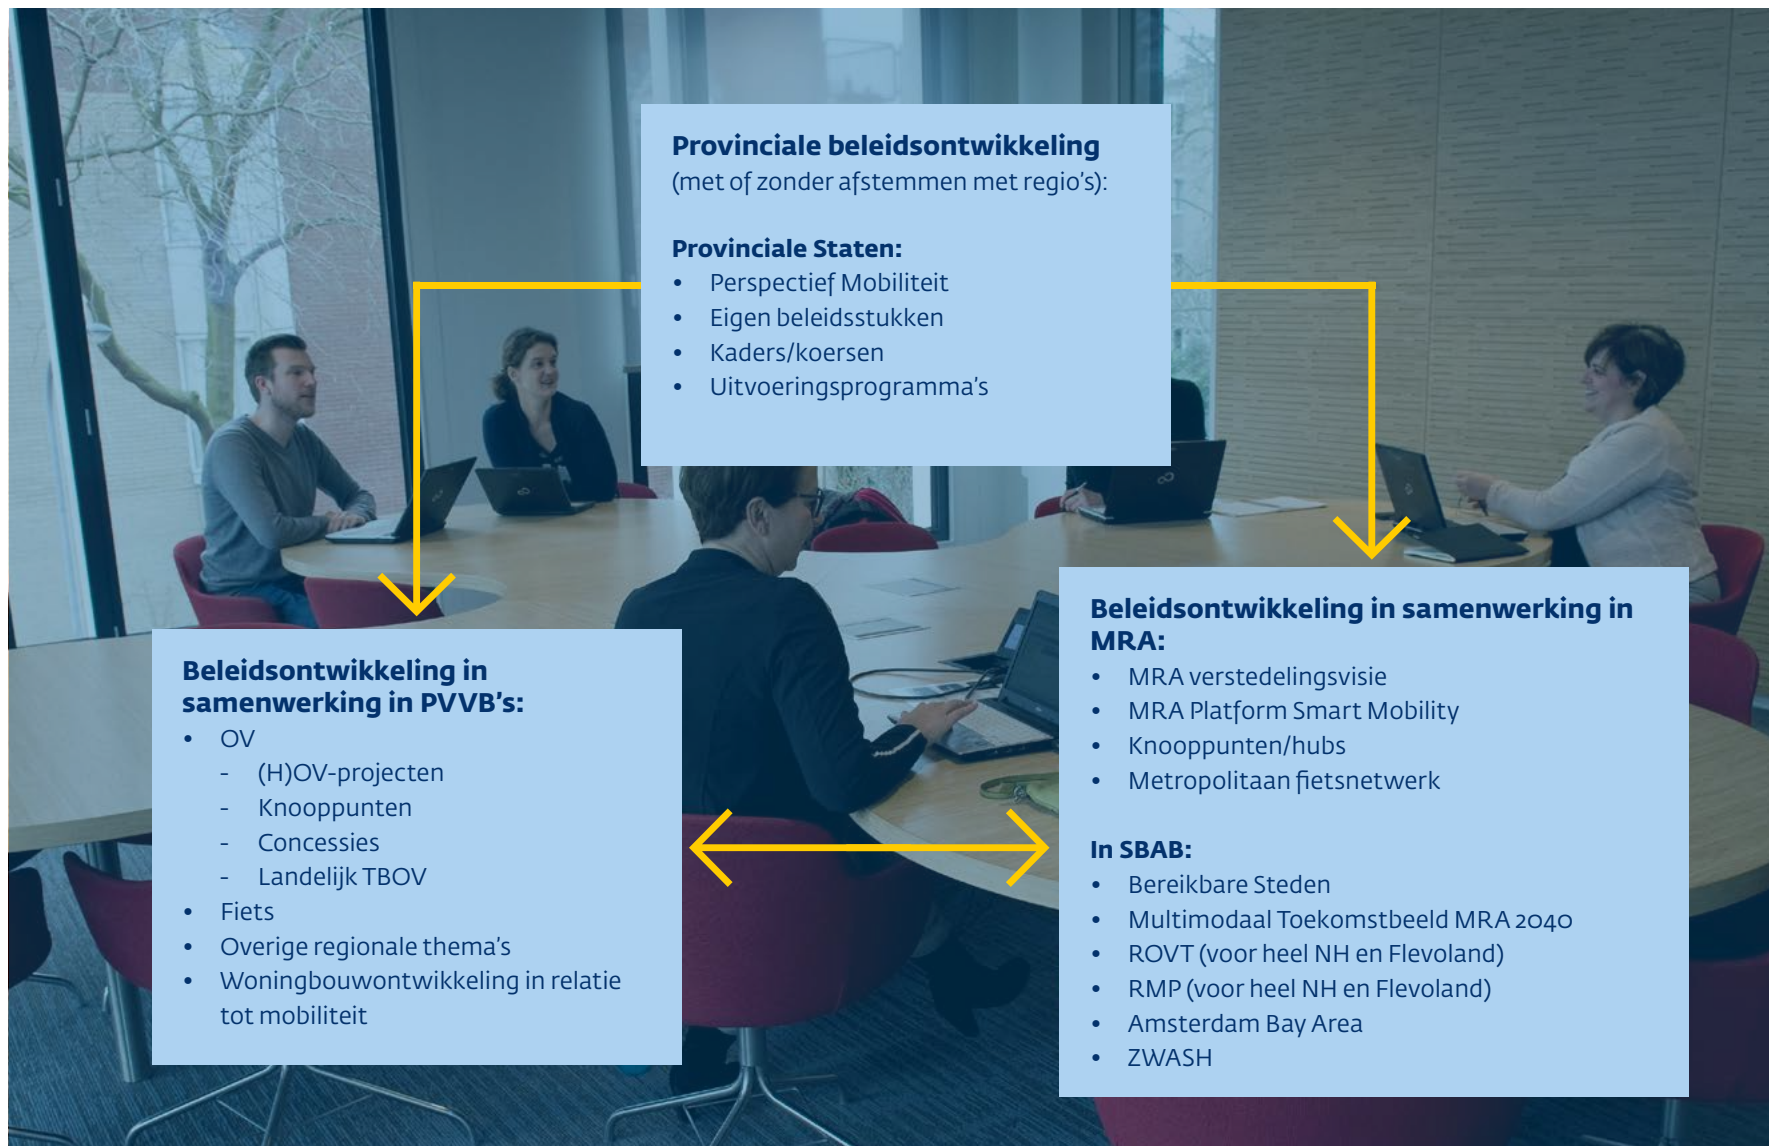 Provinciale beleidsontwikkeling
(met of zonder afstemmen met regio's):
Provinciale Staten:
• Perspectief Mobiliteit
• Eigen beleidsstukken
• Kaders/koersen
• Uitvoeringsprogramma's
Beleidsontwikkeling in
samenwerking in PVVB's:
• OV
- (H)OV-projecten
- Knooppunten
- Concessies
- Landelijk TBOV
• Fiets
• Overige regionale thema's
• Woningbouwontwikkeling in relatie
tot mobiliteit
Beleidsontwikkeling in samenwerking in
MRA:
• MRA verstedelingsvisie
• MRA Platform Smart Mobility
• Knooppunten/hubs
• Metropolitaan fietsnetwerk
In SBAB:
• Bereikbare Steden
• Multimodaal Toekomstbeeld MRA 2040
• ROVT (voor heel NH en Flevoland)
• RMP (voor heel NH en Flevoland)
• Amsterdam Bay Area
• ZWASH